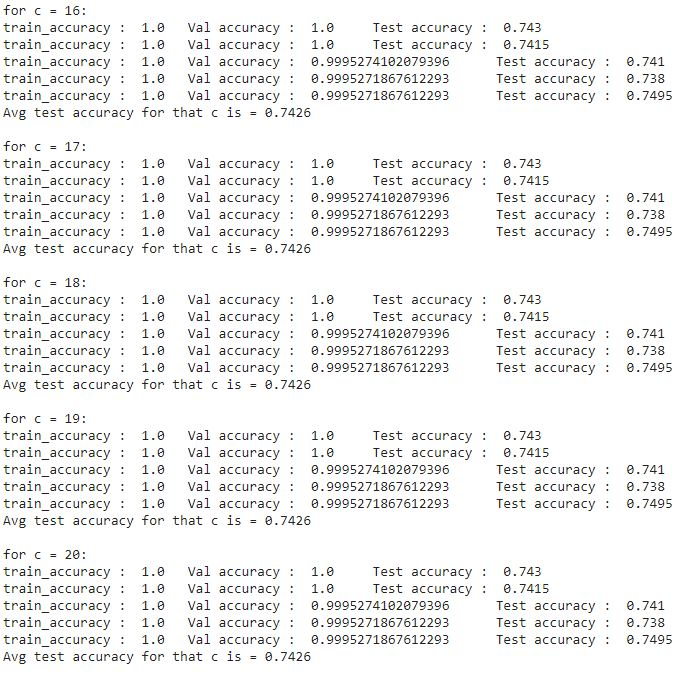 for c = 16:
train_accuracy :  1.0   Val accuracy :  1.0     Test accuracy :  0.743
train_accuracy :  1.0   Val accuracy :  1.0     Test accuracy :  0.7415
train_accuracy :  1.0   Val accuracy :  0.9995274102079396      Test accuracy :  0.741
train_accuracy :  1.0   Val accuracy :  0.9995271867612293      Test accuracy :  0.738
train_accuracy :  1.0   Val accuracy :  0.9995271867612293      Test accuracy :  0.7495
Avg test accuracy for that c is = 0.7426

for c = 17:
train_accuracy :  1.0   Val accuracy :  1.0     Test accuracy :  0.743
train_accuracy :  1.0   Val accuracy :  1.0     Test accuracy :  0.7415
train_accuracy :  1.0   Val accuracy :  0.9995274102079396      Test accuracy :  0.741
train_accuracy :  1.0   Val accuracy :  0.9995271867612293      Test accuracy :  0.738
train_accuracy :  1.0   Val accuracy :  0.9995271867612293      Test accuracy :  0.7495
Avg test accuracy for that c is = 0.7426

for c = 18:
train_accuracy :  1.0   Val accuracy :  1.0     Test accuracy :  0.743
train_accuracy :  1.0   Val accuracy :  1.0     Test accuracy :  0.7415
train_accuracy :  1.0   Val accuracy :  0.9995274102079396      Test accuracy :  0.741
train_accuracy :  1.0   Val accuracy :  0.9995271867612293      Test accuracy :  0.738
train_accuracy :  1.0   Val accuracy :  0.9995271867612293      Test accuracy :  0.7495
Avg test accuracy for that c is = 0.7426

for c = 19:
train_accuracy :  1.0   Val accuracy :  1.0     Test accuracy :  0.743
train_accuracy :  1.0   Val accuracy :  1.0     Test accuracy :  0.7415
train_accuracy :  1.0   Val accuracy :  0.9995274102079396      Test accuracy :  0.741
train_accuracy :  1.0   Val accuracy :  0.9995271867612293      Test accuracy :  0.738
train_accuracy :  1.0   Val accuracy :  0.9995271867612293      Test accuracy :  0.7495
Avg test accuracy for that c is = 0.7426

for c = 20:
train_accuracy :  1.0   Val accuracy :  1.0     Test accuracy :  0.743
train_accuracy :  1.0   Val accuracy :  1.0     Test accuracy :  0.7415
train_accuracy :  1.0   Val accuracy :  0.9995274102079396      Test accuracy :  0.741
train_accuracy :  1.0   Val accuracy :  0.9995271867612293      Test accuracy :  0.738
train_accuracy :  1.0   Val accuracy :  0.9995271867612293      Test accuracy :  0.7495
Avg test accuracy for that c is = 0.7426